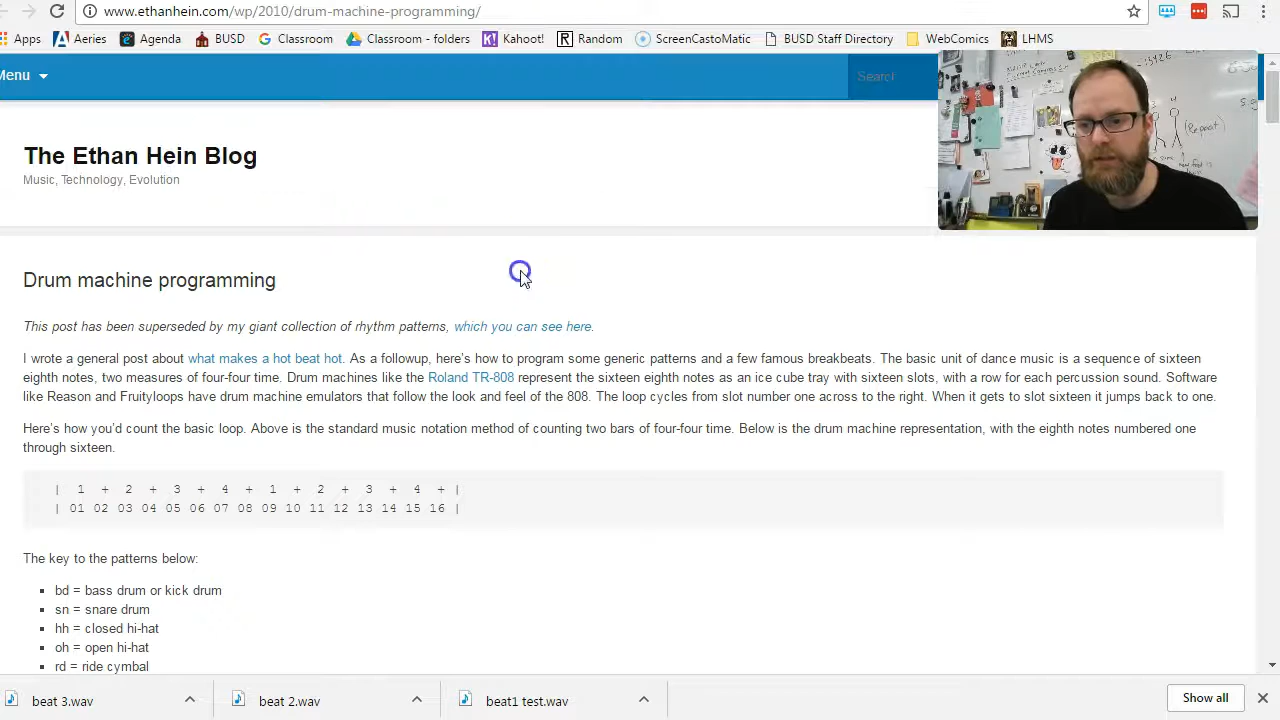 www.ethanhein.com/wp/2010/drum-machine-programming/
Apps Aeries Agenda BUSD Classroom Classroom - folders Kahoot! Random ScreenCastoMatic BUSD Staff Directory WebComics LHMS
Menu
Search
The Ethan Hein Blog
Music, Technology, Evolution
(Repeat)
Drum machine programming
This post has been superseded by my giant collection of rhythm patterns, which you can see here.
I wrote a general post about what makes a hot beat hot. As a followup, here's how to program some generic patterns and a few famous breakbeats. The basic unit of dance music is a sequence of sixteen
eighth notes, two measures of four-four time. Drum machines like the Roland TR-808 represent the sixteen eighth notes as an ice cube tray with sixteen slots, with a row for each percussion sound. Software
like Reason and Fruityloops have drum machine emulators that follow the look and feel of the 808. The loop cycles from slot number one across to the right. When it gets to slot sixteen it jumps back to one.
Here's how you'd count the basic loop. Above is the standard music notation method of counting two bars of four-four time. Below is the drum machine representation, with the eighth notes numbered one
through sixteen.
| 1 + 2 + 3 + 4 + 1 + 2 + 3 + 4 + |
| 01 02 03 04 05 06 07 08 09 10 11 12 13 14 15 16 |
The key to the patterns below:
bd = bass drum or kick drum
sn = snare drum
hh = closed hi-hat
oh = open hi-hat
rd = ride cymbal
beat 3.wav beat 2.wav beat1 test.wav Show all